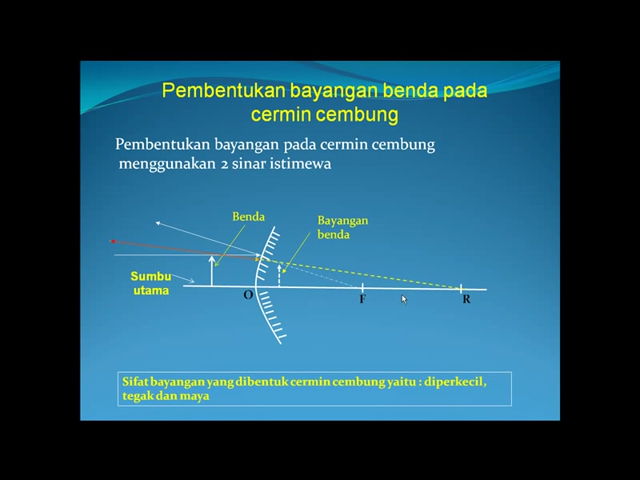 Pembentukan bayangan benda pada
cermin cembung
Pembentukan bayangan pada cermin cembung
menggunakan 2 sinar istimewa
Benda
Bayangan
benda
Sumbu
utama
O
F
R
Sifat bayangan yang dibentuk cermin cembung yaitu : diperkecil,
tegak dan maya